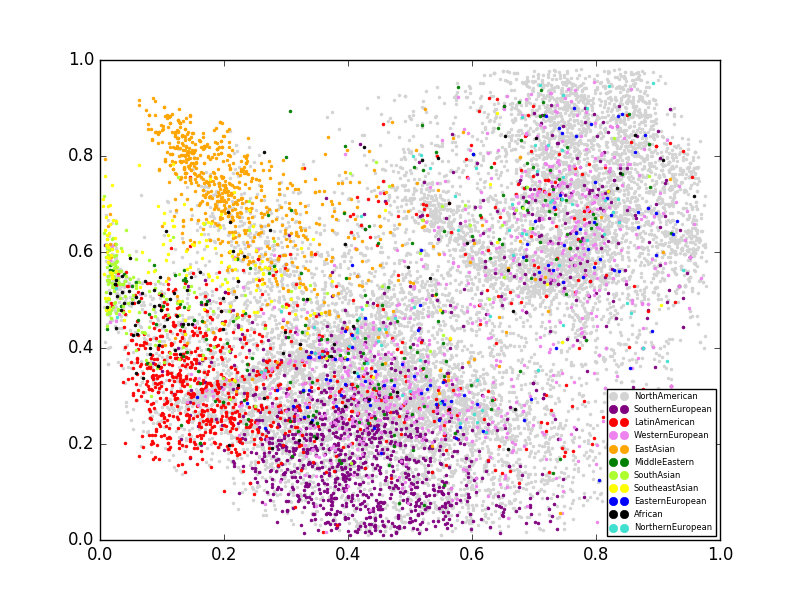 1.0
0.8
0.6
0.4
0.2
0.0
0.0 0.2 0.4 0.6 0.8 1.0
NorthAmerican
SouthernEuropean
LatinAmerican
WesternEuropean
EastAsian
MiddleEastern
SouthAsian
SoutheastAsian
EasternEuropean
African
NorthernEuropean